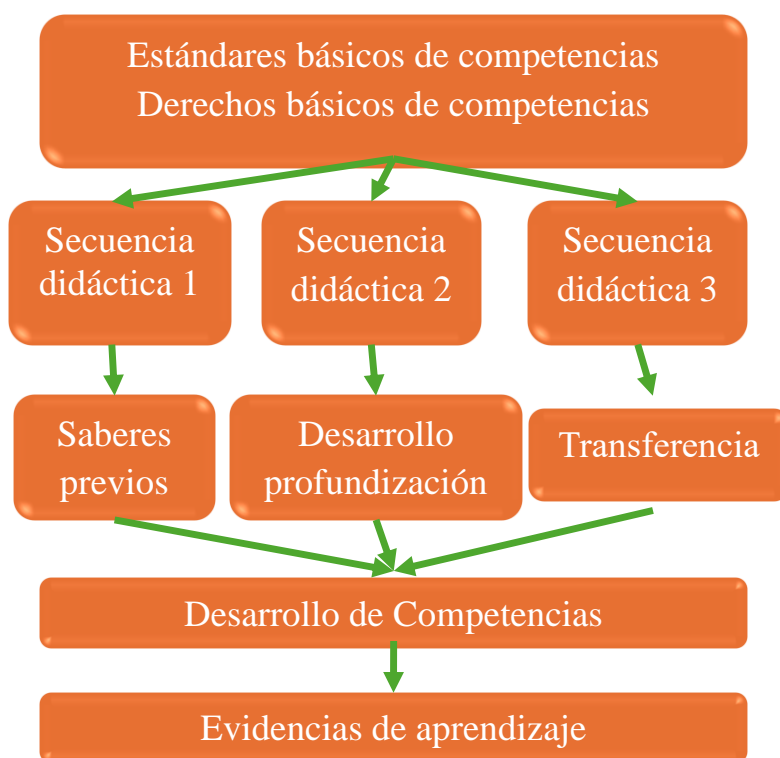 Estándares básicos de competencias
Derechos básicos de competencias
Secuencia
didáctica 1
Secuencia
didáctica 2
Secuencia
didáctica 3
Saberes
previos
Desarrollo
profundización
Transferencia
Desarrollo de Competencias
Evidencias de aprendizaje